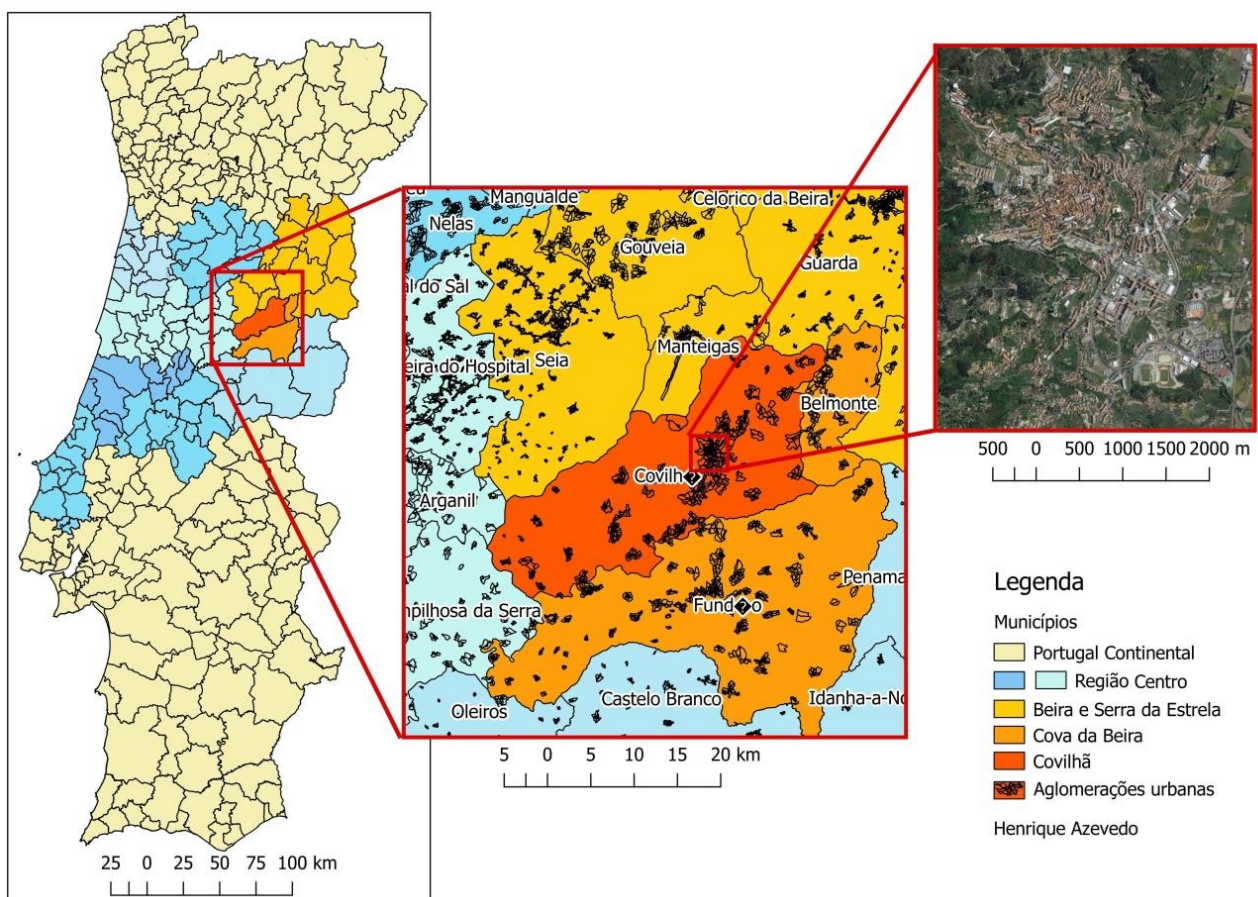 Mangualde
Celorico da Beira
Nelas
Gouveia
Guarda
al do Sal
Manteigas
eira do Hospital
Seia
Belmonte
Covilh�
Arganil
Penama
Fund�o
npilhosa da Serra
Castelo Branco
Idanha-a-No
Oleiros
5 0 5 10 15 20 km
25 0 25 50 75 100 km
500 0 500 1000 1500 2000 m
Legenda
Municípios
Portugal Continental
Região Centro
Beira e Serra da Estrela
Cova da Beira
Covilhã
Aglomerações urbanas
Henrique Azevedo